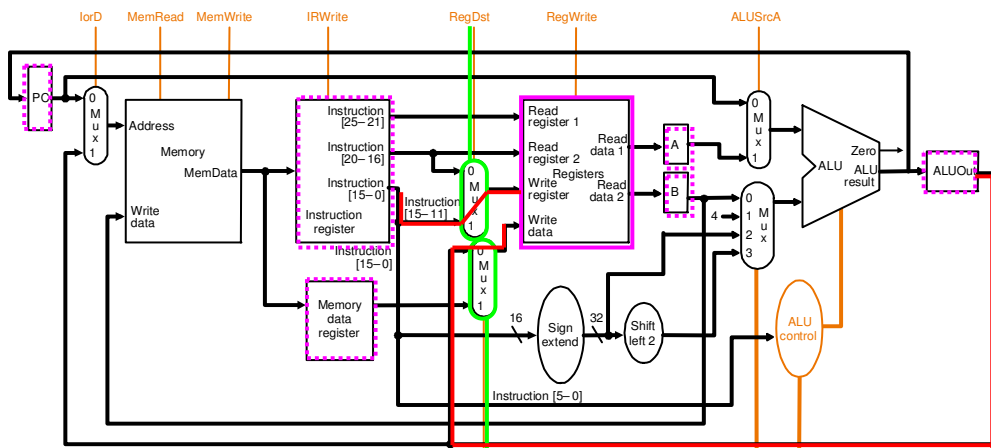 IorD
MemRead
MemWrite
IRWrite
RegDst
RegWrite
ALUSrcA
PC
0
M
u
x
1
Address
Memory
MemData
Write
data
Instruction
[25–21]
Instruction
[20–16]
Instruction
[15–0]
Instruction
register
Instruction
[15–11]
Instruction
[15–0]
Memory
data
register
0
M
u
x
1
0
M
u
x
1
Read
register 1
Read
register 2
Write
register
Write
data
Registers
Read
data 1
Read
data 2
A
B
0
M
u
x
1
4
0
1
2
3
M
u
x
ALU
Zero
ALU
result
ALUOut
16
Sign
extend
32
Shift
left 2
ALU
control
Instruction [5–0]